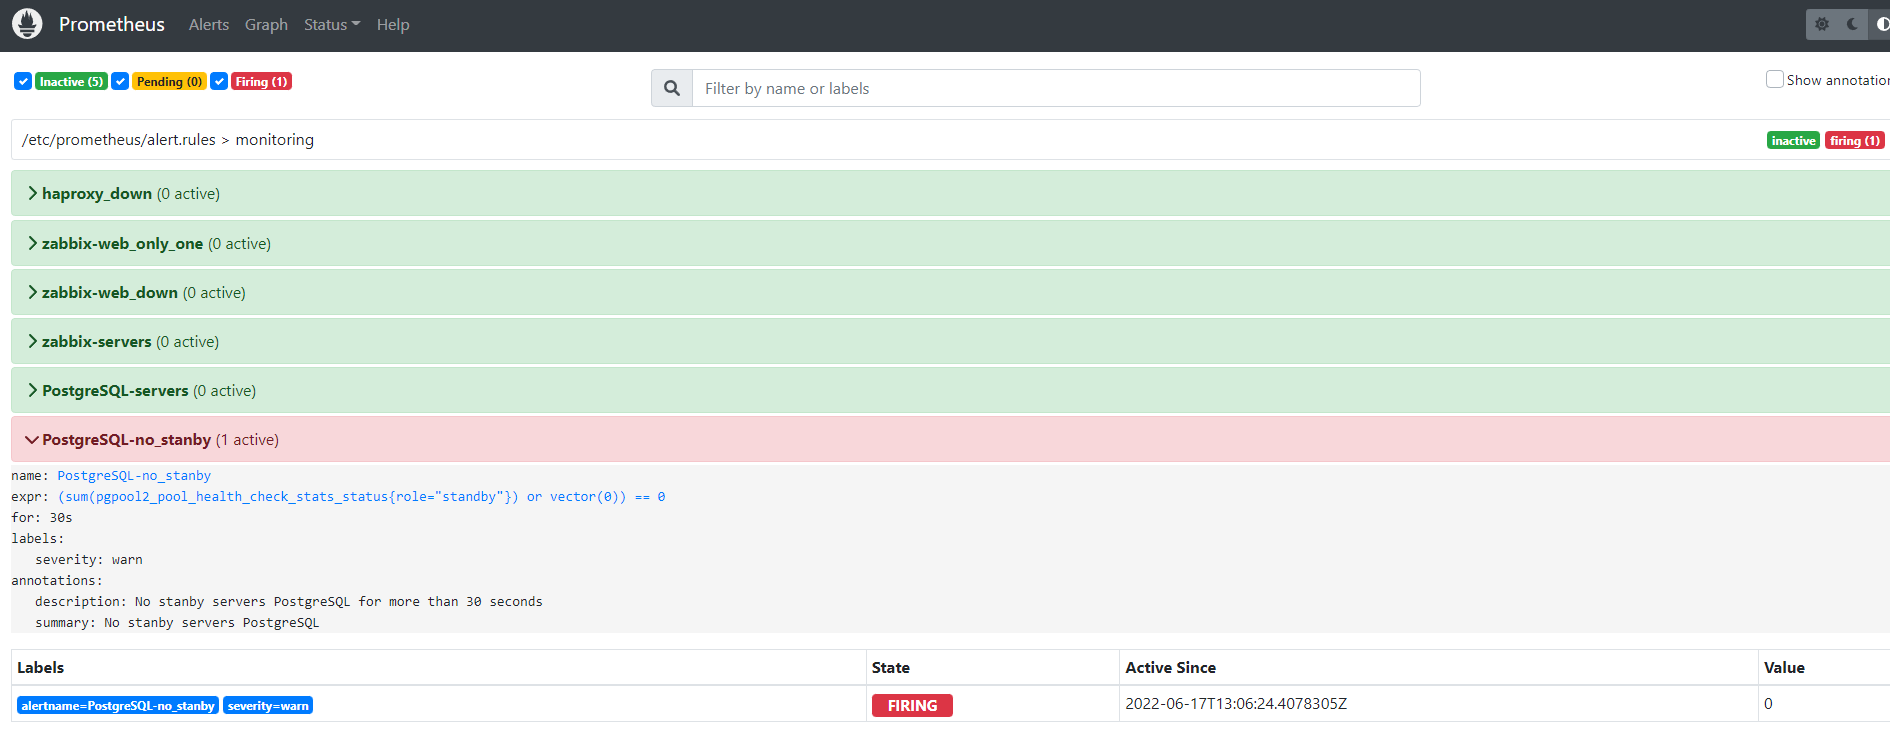 Prometheus Alerts Graph Status Help
Inactive (5) Pending (0) Firing (1) Filter by name or labels Show annotation
/etc/prometheus/alert.rules > monitoring inactive firing (1)
haproxy_down (0 active)
zabbix-web_only_one (0 active)
zabbix-web_down (0 active)
zabbix-servers (0 active)
PostgreSQL-servers (0 active)
PostgreSQL-no_stanby (1 active)
name: PostgreSQL-no_stanby
expr: (sum(pgpool2_pool_health_check_stats_status{role="standby"}) or vector(0)) == 0
for: 30s
labels:
severity: warn
annotations:
description: No stanby servers PostgreSQL for more than 30 seconds
summary: No stanby servers PostgreSQL
Labels State Active Since Value
alertname=PostgreSQL-no_stanby severity=warn FIRING 2022-06-17T13:06:24.4078305Z 0